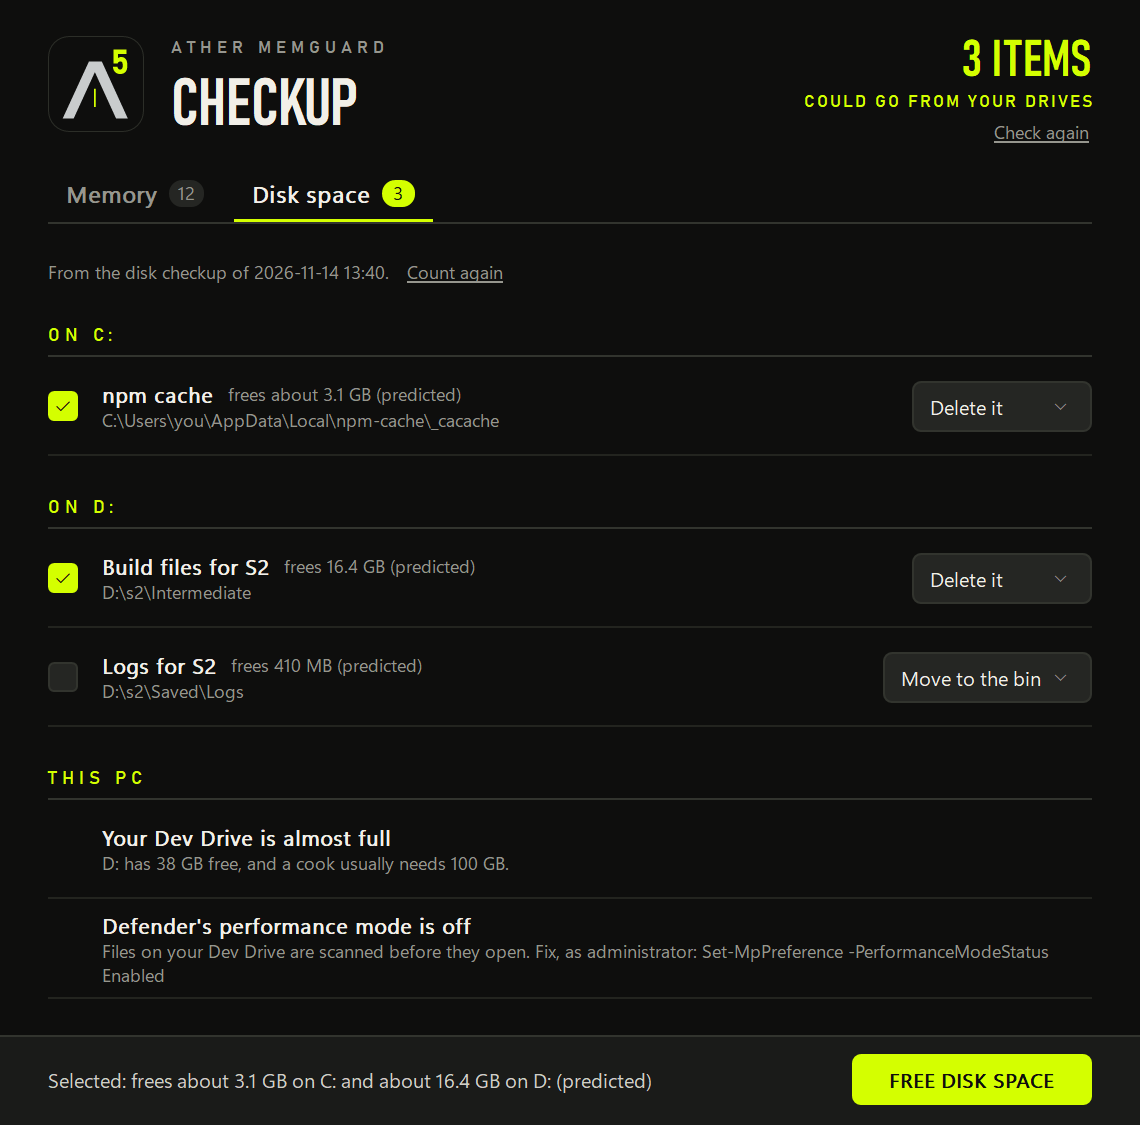 5
ATHER MEMGUARD
CHECKUP
3 ITEMS
COULD GO FROM YOUR DRIVES
Check again
Memory 12
Disk space 3
From the disk checkup of 2026-11-14 13:40. Count again
ON C:
npm cache frees about 3.1 GB (predicted)
C:\Users\you\AppData\Local\npm-cache\_cacache
Delete it
ON D:
Build files for S2 frees 16.4 GB (predicted)
D:\s2\Intermediate
Delete it
Logs for S2 frees 410 MB (predicted)
D:\s2\Saved\Logs
Move to the bin
THIS PC
Your Dev Drive is almost full
D: has 38 GB free, and a cook usually needs 100 GB.
Defender's performance mode is off
Files on your Dev Drive are scanned before they open. Fix, as administrator: Set-MpPreference -PerformanceModeStatus
Enabled
Selected: frees about 3.1 GB on C: and about 16.4 GB on D: (predicted)
FREE DISK SPACE